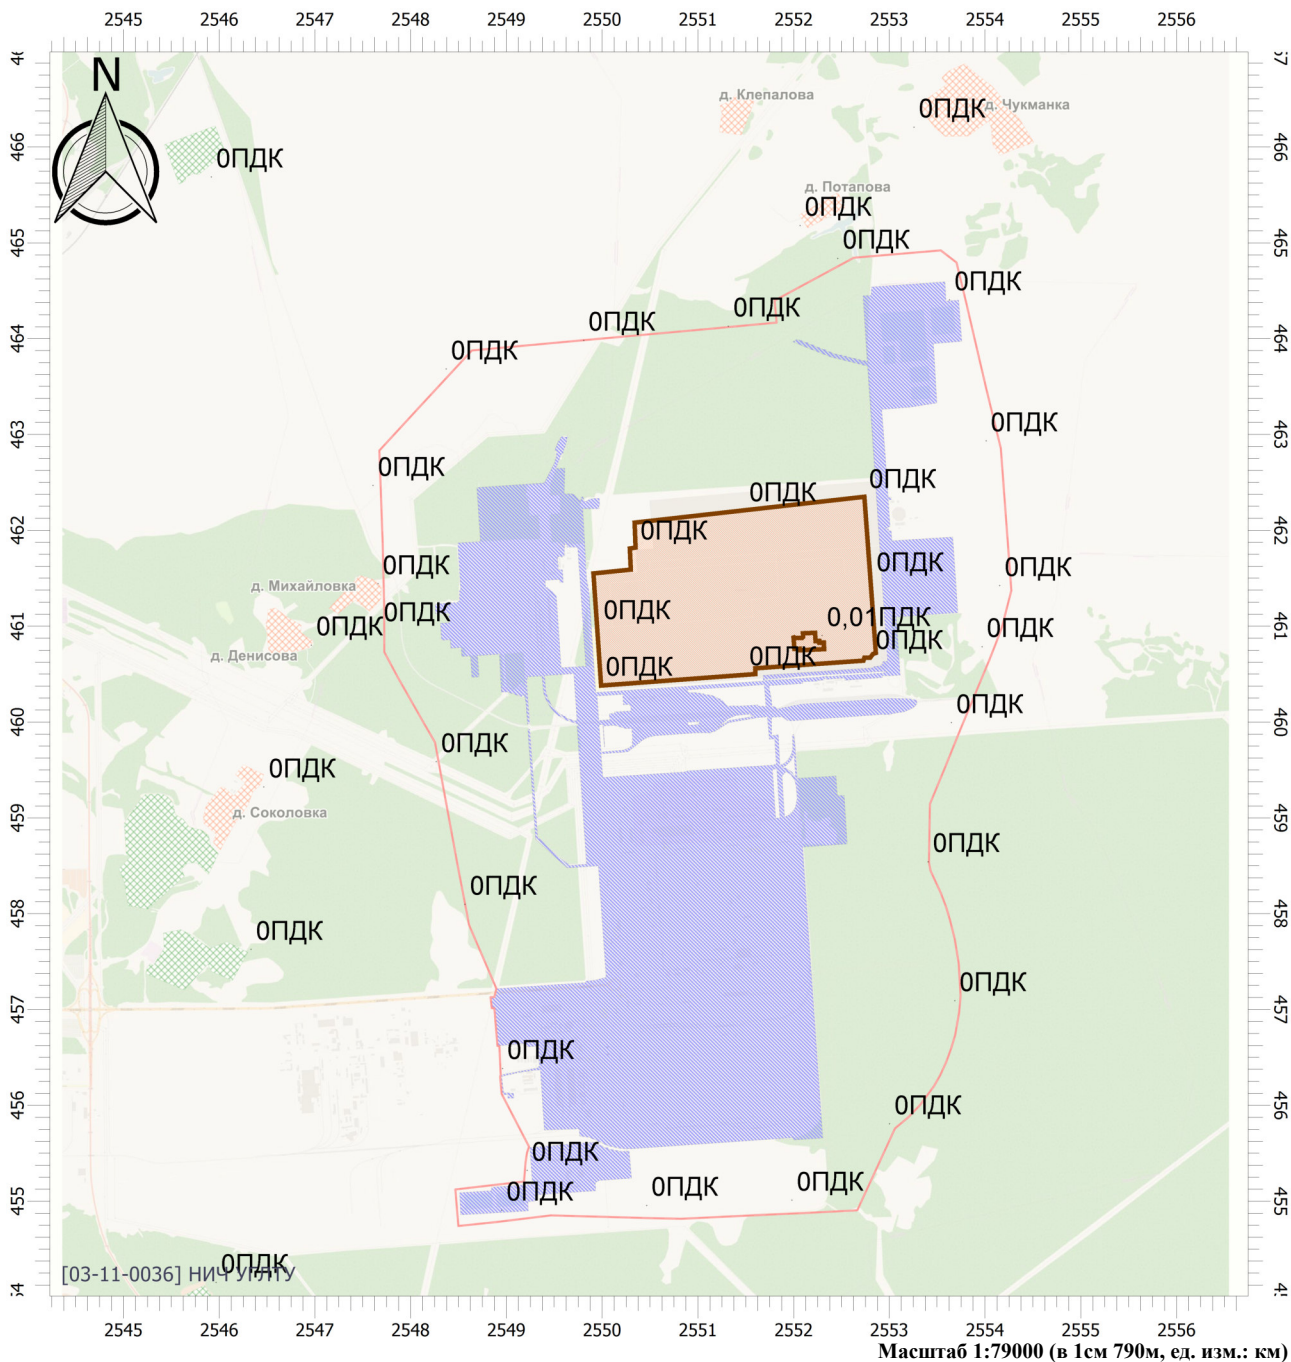 2545 2546 2547 2548 2549 2550 2551 2552 2553 2554 2555 2556
N
д. Клепалова
0ПДК д. Чукманка
466 0ПДК 466
д. Потапова
0ПДК
465 0ПДК 465
0ПДК
0ПДК
0ПДК
464 464
0ПДК
463 0ПДК 463
0ПДК
0ПДК
0ПДК
462 0ПДК 462
0ПДК 0ПДК 0ПДК
д. Михайловка
0ПДК 0ПДК
0,01ПДК
461 0ПДК 0ПДК 461
0ПДК
д. Денисова 0ПДК
0ПДК
460 0ПДК 460
0ПДК
0ПДК
д. Соколовка
459 459
0ПДК
0ПДК
458 458
0ПДК
0ПДК
457 457
0ПДК
456 0ПДК 456
0ПДК
0ПДК 0ПДК 0ПДК
455 455
0ПДК
[03-11-0036] НИЧ УГЛТУ
2545 2546 2547 2548 2549 2550 2551 2552 2553 2554 2555 2556
Масштаб 1:79000 (в 1см 790м, ед. изм.: км)